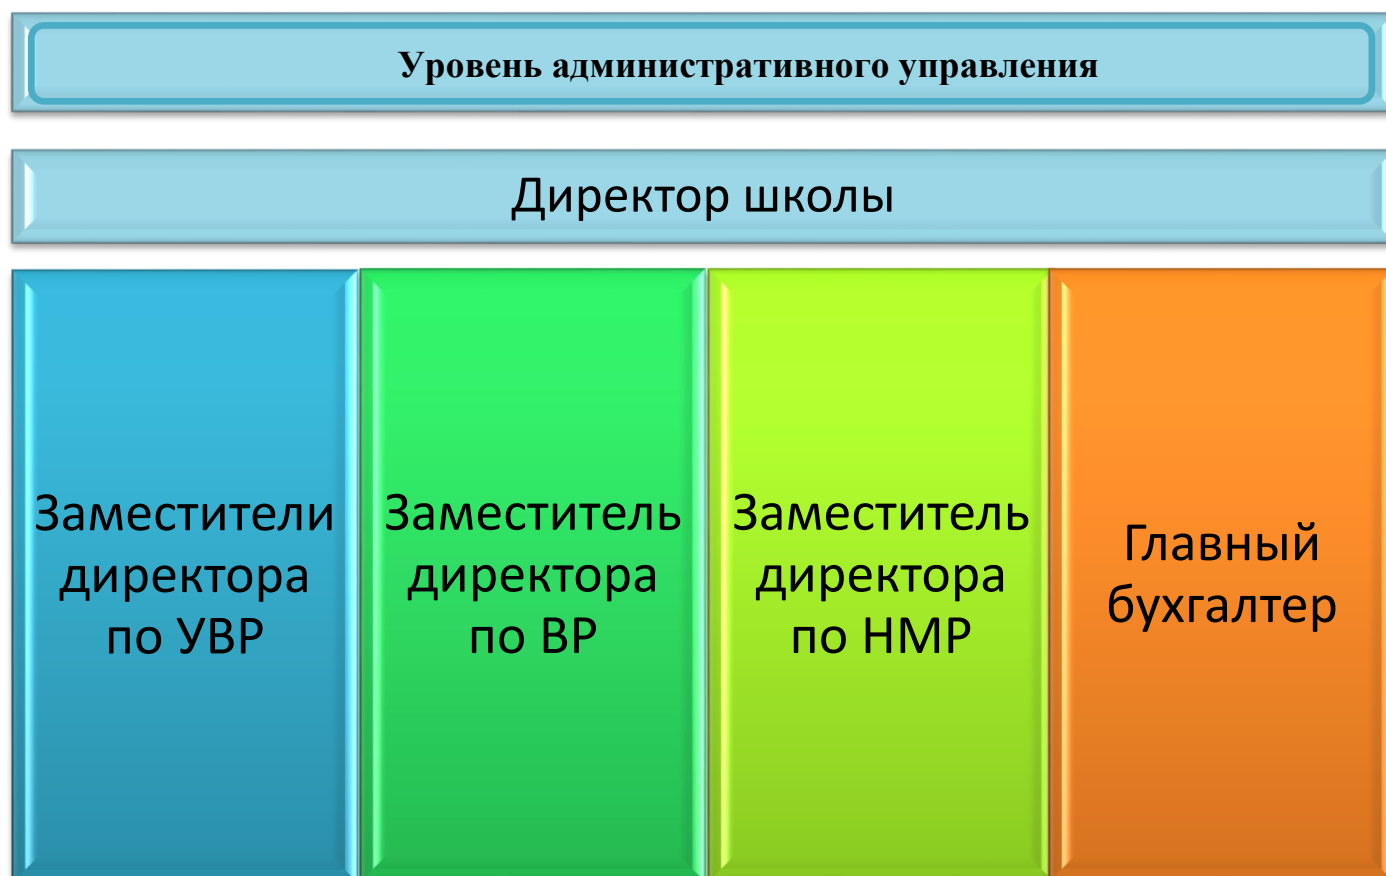 Уровень административного управления
Директор школы
Заместители
директора
по УВР
Заместитель
директора
по ВР
Заместитель
директора
по НМР
Главный
бухгалтер